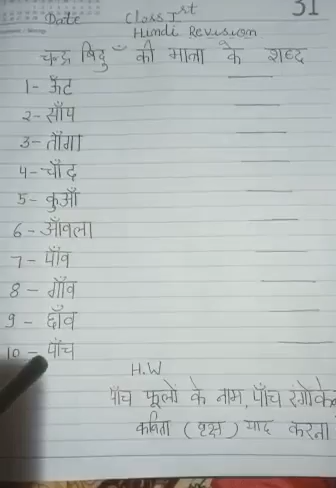 Date Class Ist 31
Hindi Revision
चन्द्र बिंदु ँ की मात्रा के शब्द
1- ऊँट
2- साँप
3- ताँगा
4- चाँद
5- कुआँ
6- आँवला
7- पाँव
8- गाँव
9- छाँव
10- पाँच
H.W
पाँच फूलों के नाम, पाँच रंगों के
कविता (वृक्ष) याद करना